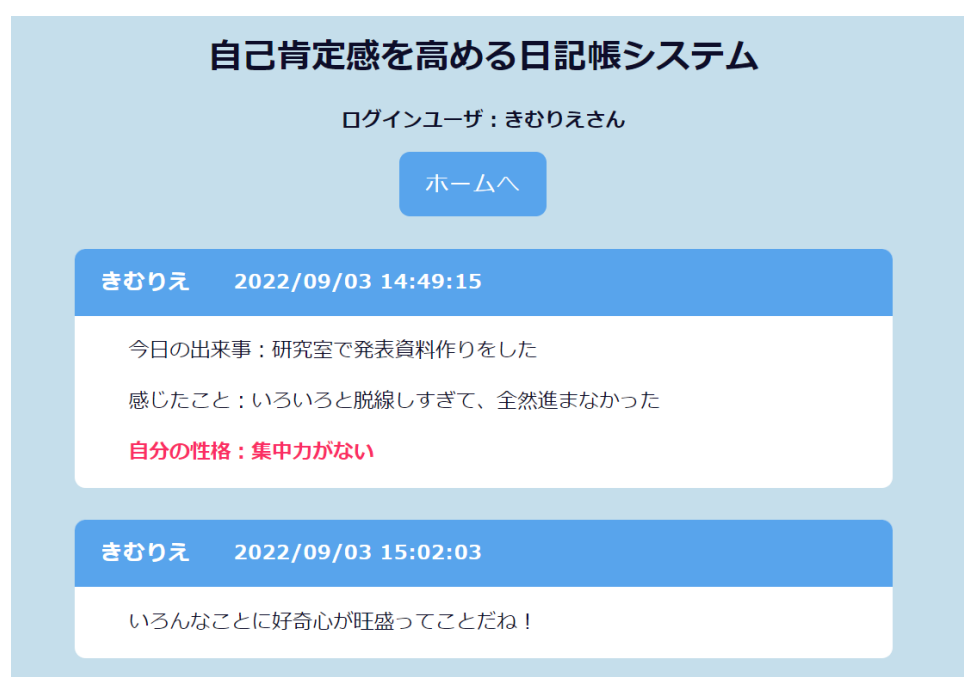 自己肯定感を高める日記帳システム
ログインユーザ：きむりえさん
ホームへ
きむりえ 2022/09/03 14:49:15
今日の出来事：研究室で発表資料作りをした
感じたこと：いろいろと脱線しすぎて、全然進まなかった
自分の性格：集中力がない
きむりえ 2022/09/03 15:02:03
いろんなことに好奇心が旺盛ってことだね！